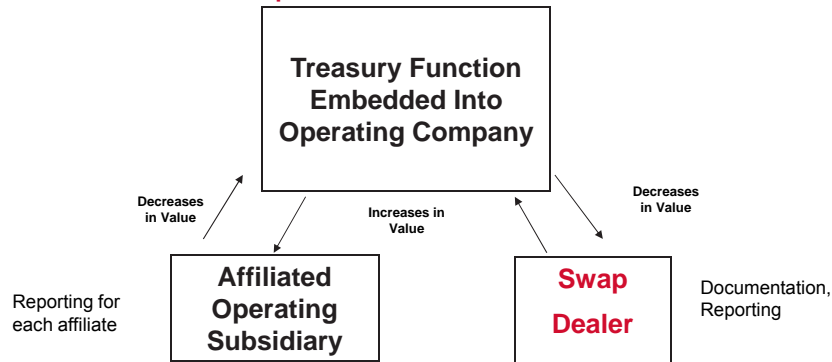 Treasury Function
Embedded Into
Operating Company
Decreases
in Value
Increases in
Value
Decreases
in Value
Reporting for
each affiliate
Affiliated
Operating
Subsidiary
Swap
Dealer
Documentation,
Reporting